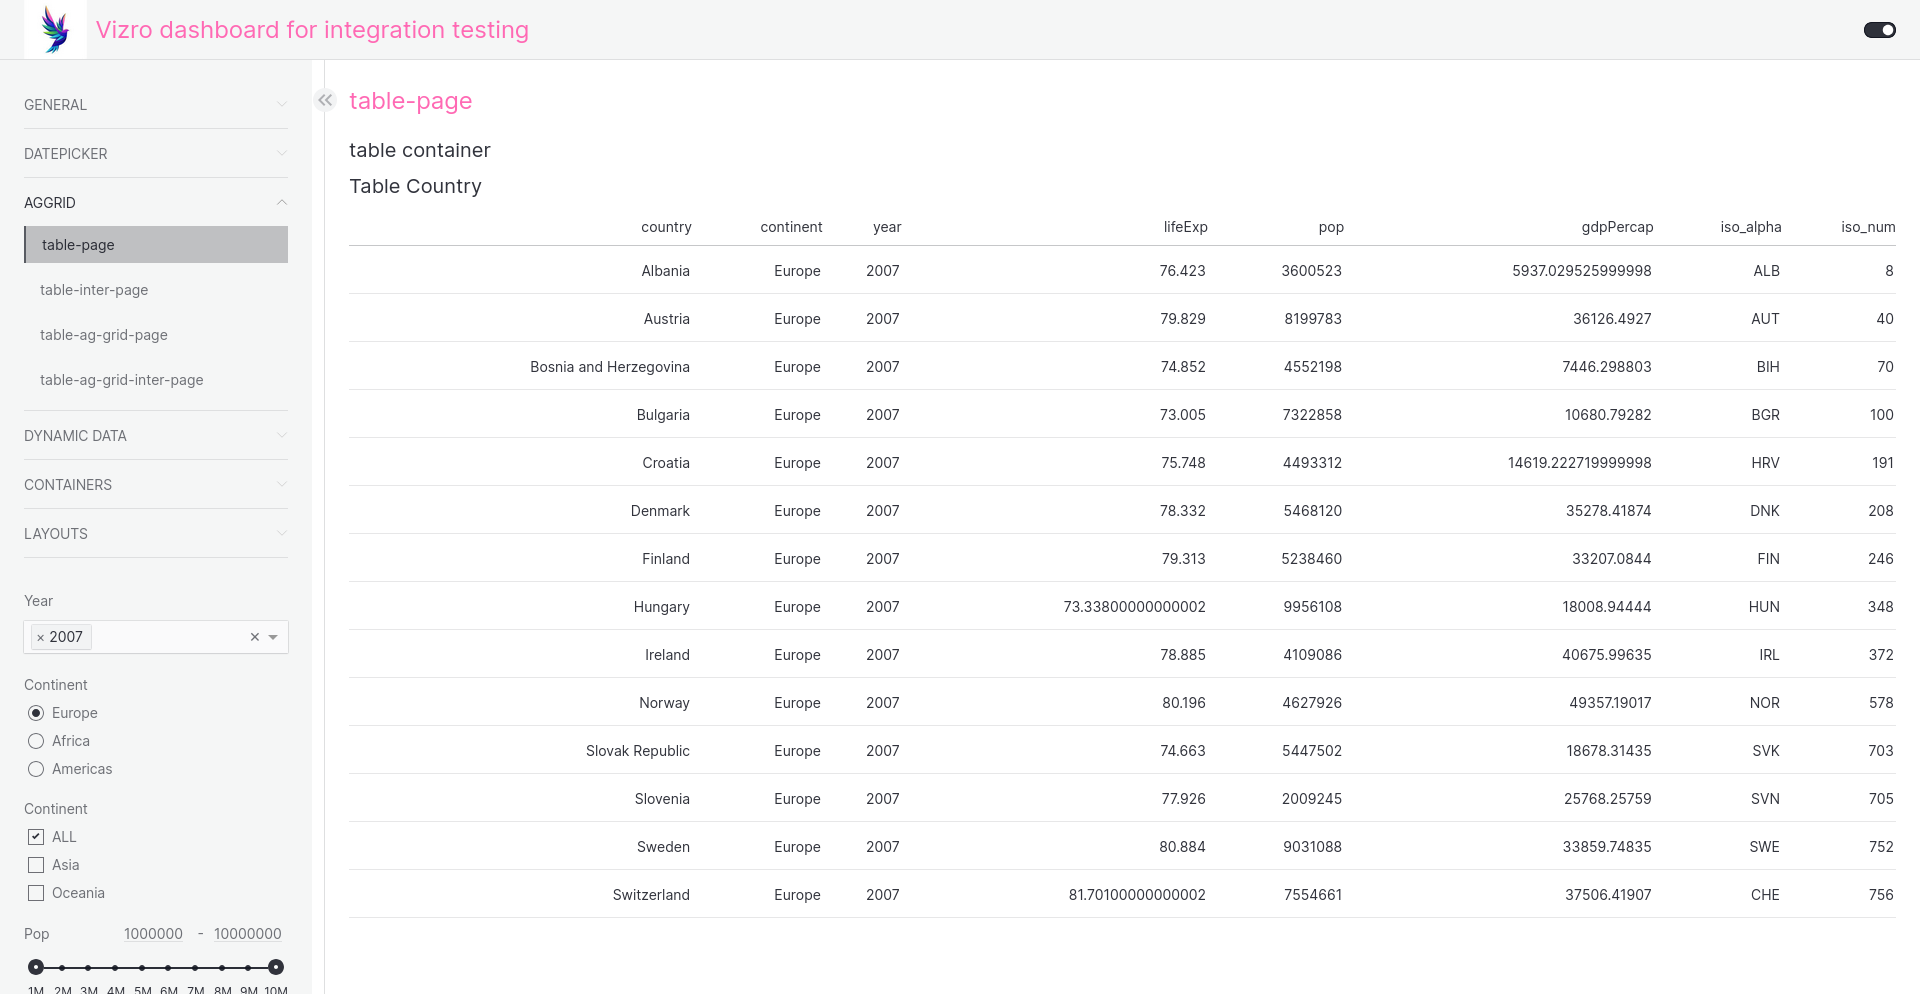 Vizro dashboard for integration testing
GENERAL
DATEPICKER
AGGRID
table-page
table-inter-page
table-ag-grid-page
table-ag-grid-inter-page
DYNAMIC DATA
CONTAINERS
LAYOUTS
Year
× 2007 ×
Continent
Europe
Africa
Americas
Continent
ALL
Asia
Oceania
Pop 1000000 - 10000000
1M 2M 3M 4M 5M 6M 7M 8M 9M 10M
table-page
table container
Table Country
country continent year lifeExp pop gdpPercap iso_alpha iso_num
Albania Europe 2007 76.423 3600523 5937.029525999998 ALB 8
Austria Europe 2007 79.829 8199783 36126.4927 AUT 40
Bosnia and Herzegovina Europe 2007 74.852 4552198 7446.298803 BIH 70
Bulgaria Europe 2007 73.005 7322858 10680.79282 BGR 100
Croatia Europe 2007 75.748 4493312 14619.222719999998 HRV 191
Denmark Europe 2007 78.332 5468120 35278.41874 DNK 208
Finland Europe 2007 79.313 5238460 33207.0844 FIN 246
Hungary Europe 2007 73.33800000000002 9956108 18008.94444 HUN 348
Ireland Europe 2007 78.885 4109086 40675.99635 IRL 372
Norway Europe 2007 80.196 4627926 49357.19017 NOR 578
Slovak Republic Europe 2007 74.663 5447502 18678.31435 SVK 703
Slovenia Europe 2007 77.926 2009245 25768.25759 SVN 705
Sweden Europe 2007 80.884 9031088 33859.74835 SWE 752
Switzerland Europe 2007 81.70100000000002 7554661 37506.41907 CHE 756